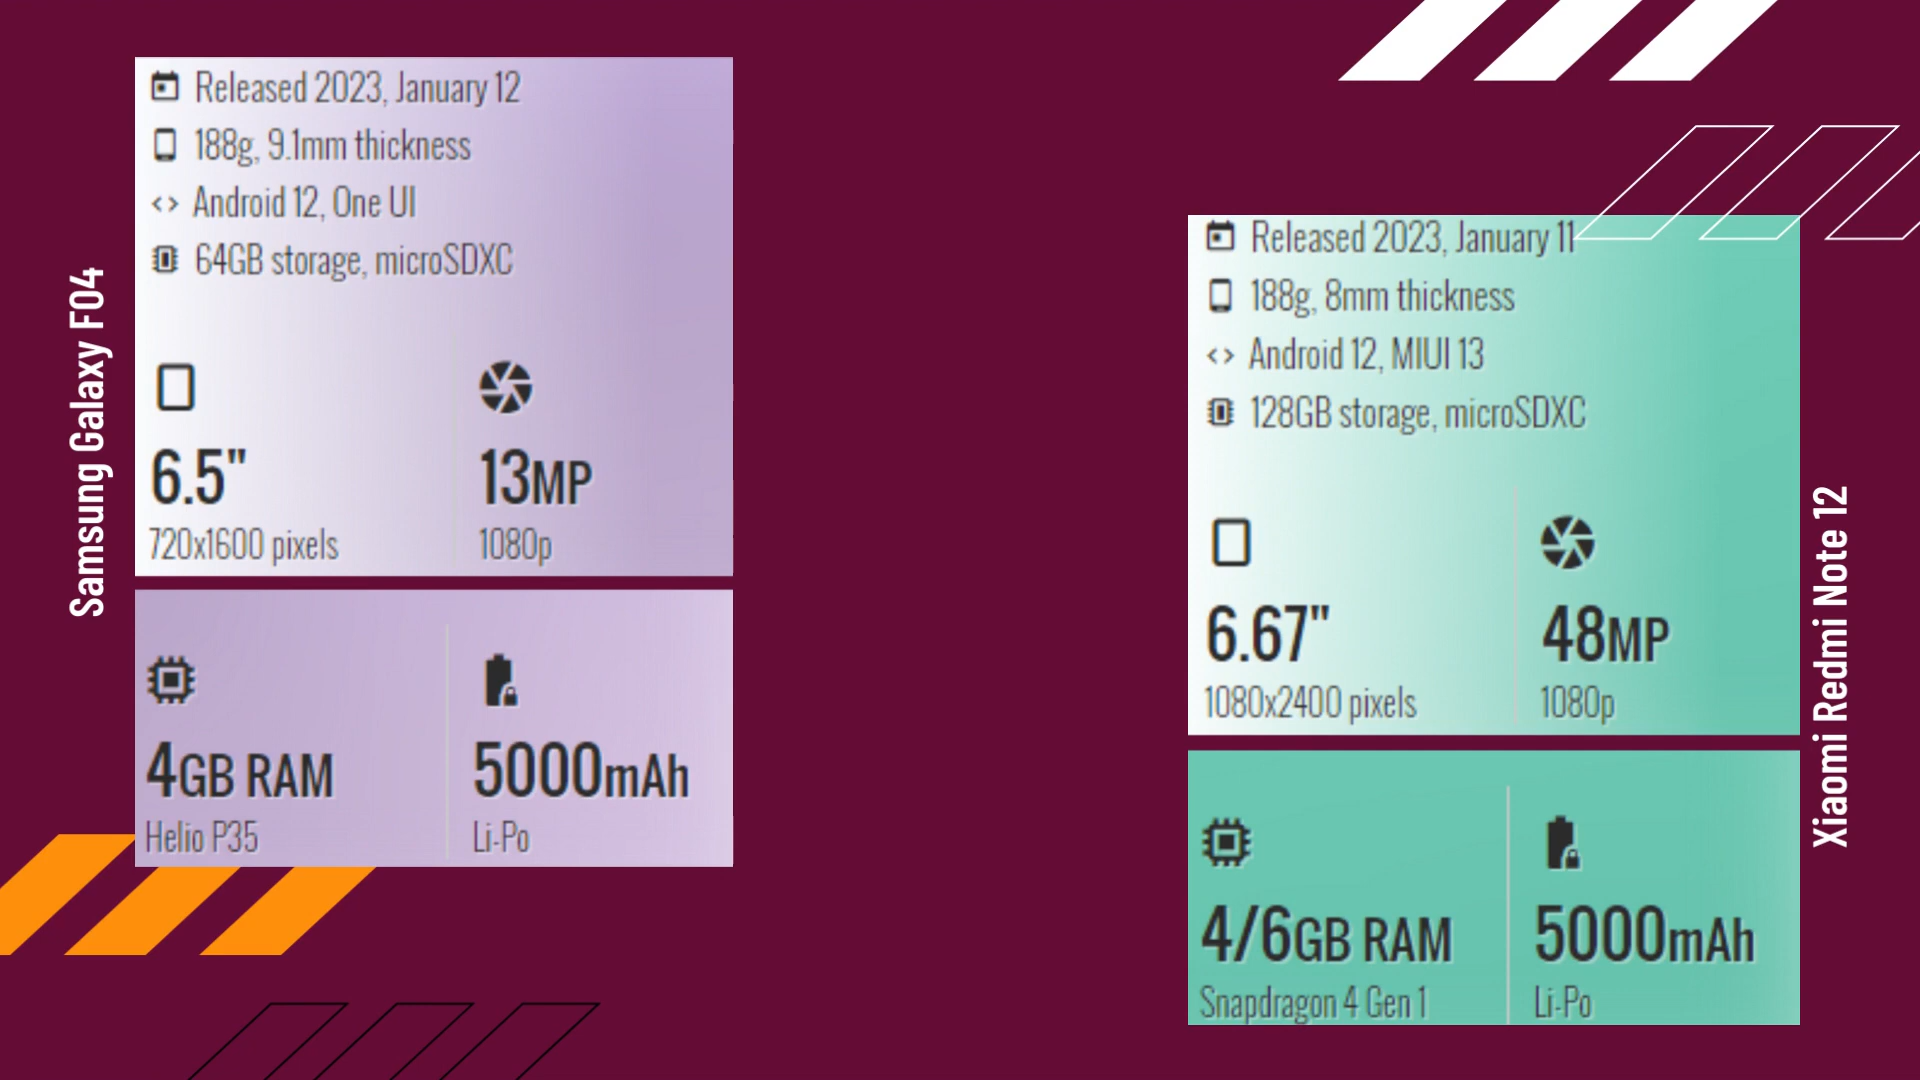 Samsung Galaxy F04
Released 2023, January 12
188g, 9.1mm thickness
Android 12, One UI
64GB storage, microSDXC
6.5"
720x1600 pixels
13MP
1080p
4GB RAM
Helio P35
5000mAh
Li-Po
Xiaomi Redmi Note 12
Released 2023, January 11
188g, 8mm thickness
Android 12, MIUI 13
128GB storage, microSDXC
6.67"
1080x2400 pixels
48MP
1080p
4/6GB RAM
Snapdragon 4 Gen 1
5000mAh
Li-Po